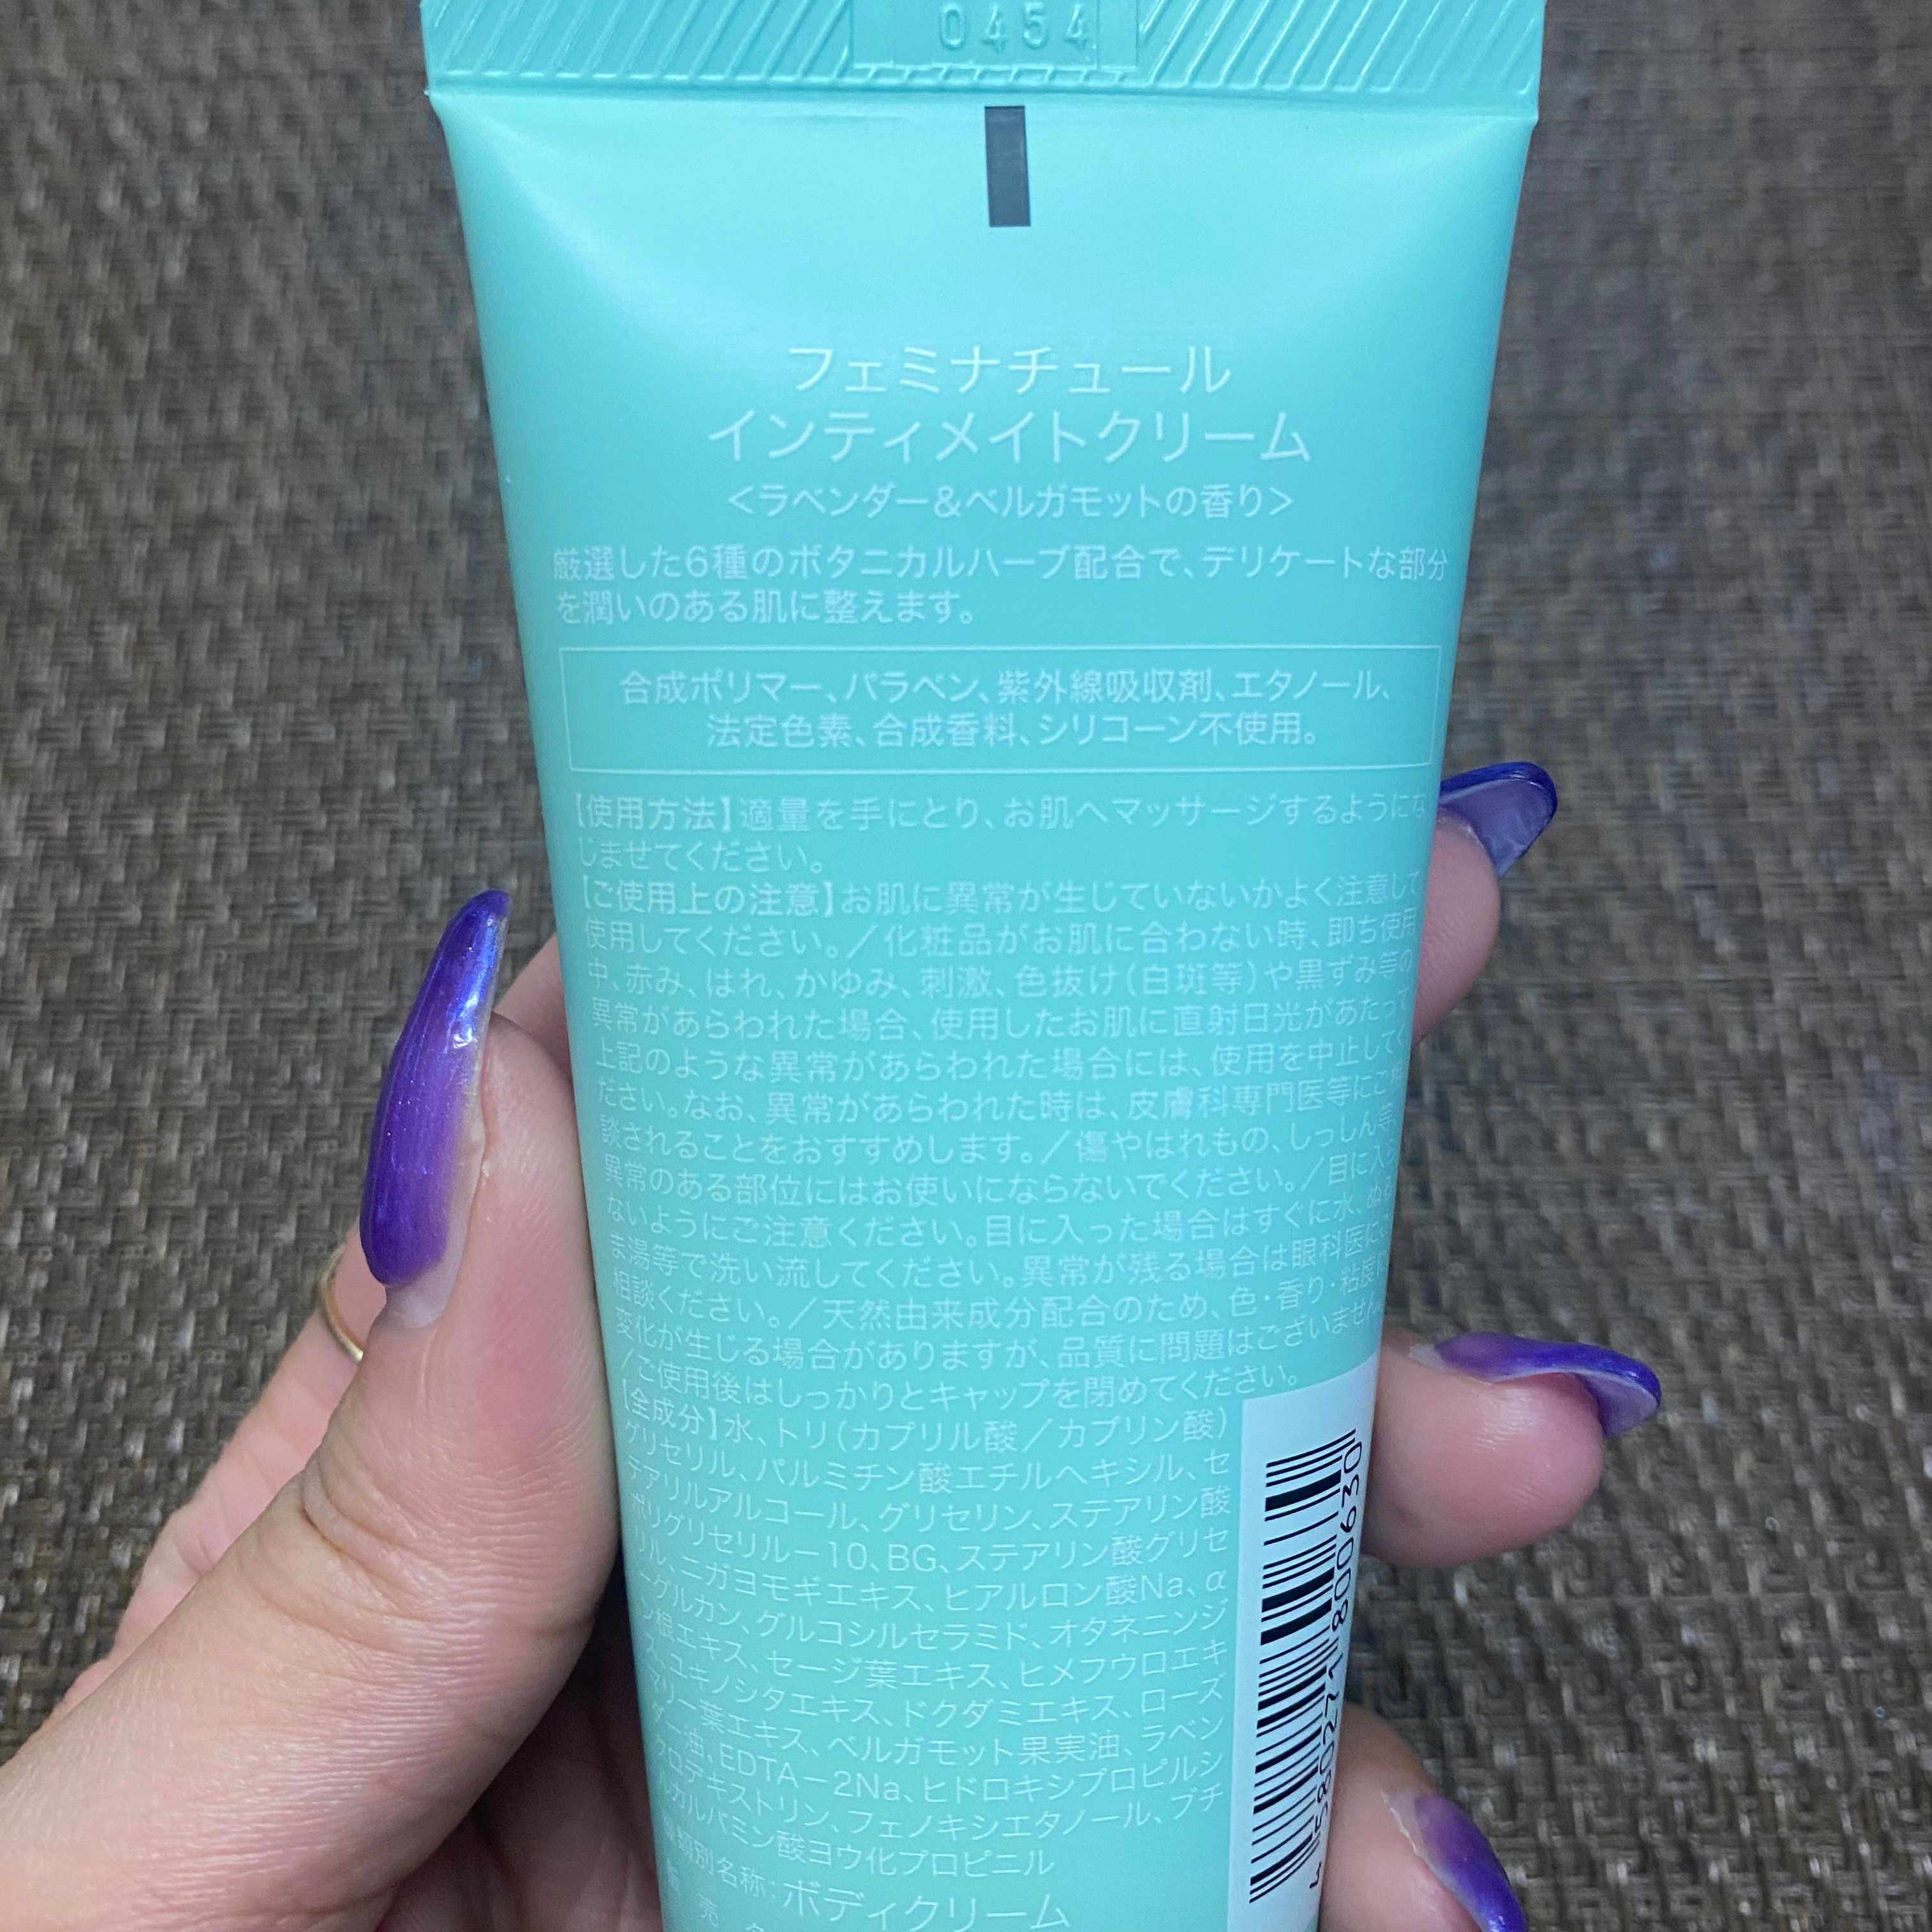 0454
フェミナチュール
インティメイトクリーム
<ラベンダー&ベルガモットの香り>
厳選した6種のボタニカルハーブ配合で、デリケートな部分
を潤いのある肌に整えます。
合成ポリマー、パラベン、紫外線吸収剤、エタノール、
法定色素、合成香料、シリコーン不使用。
【使用方法】適量を手にとり、お肌へマッサージするようにな
じませてください。
【ご使用上の注意】お肌に異常が生じていないかよく注意して
使用してください。／化粧品がお肌に合わない時、即ち使用
中、赤み、はれ、かゆみ、刺激、色抜け(白斑等)や黒ずみ等の
異常があらわれた場合、使用したお肌に直射日光があたって
上記のような異常があらわれた場合には、使用を中止して
ださい。なお、異常があらわれた時は、皮膚科専門医等に
談されることをおすすめします。／傷やはれもの、しっしん等、
異常のある部位にはお使いにならないでください。／目に入ら
ないようにご注意ください。目に入った場合はすぐに水、
ま湯等で洗い流してください。異常が残る場合は眼科医に
相談ください。／天然由来成分配合のため、色・香り・粘度
変化が生じる場合がありますが、品質に問題はございません。
／ご使用後はしっかりとキャップを閉めてください。
【全成分】水、トリ(カプリル酸／カプリン酸)
グリセリル、パルミチン酸エチルヘキシル、セ
テアリルアルコール、グリセリン、ステアリン酸
ポリグリセリル－10、BG、ステアリン酸グリセ
リル、ニガヨモギエキス、ヒアルロン酸Na、α
－グルカン、グルコシルセラミド、オタネニンジ
ン根エキス、セージ葉エキス、ヒメフウロエキ
ス、ユキノシタエキス、ドクダミエキス、ローズ
マリー葉エキス、ベルガモット果実油、ラベン
ダー油、EDTA－2Na、ヒドロキシプロピルシ
クロデキストリン、フェノキシエタノール、ブチ
ルカルバミン酸ヨウ化プロピニル
類別名称:ボディクリーム
売
4 580271 800630